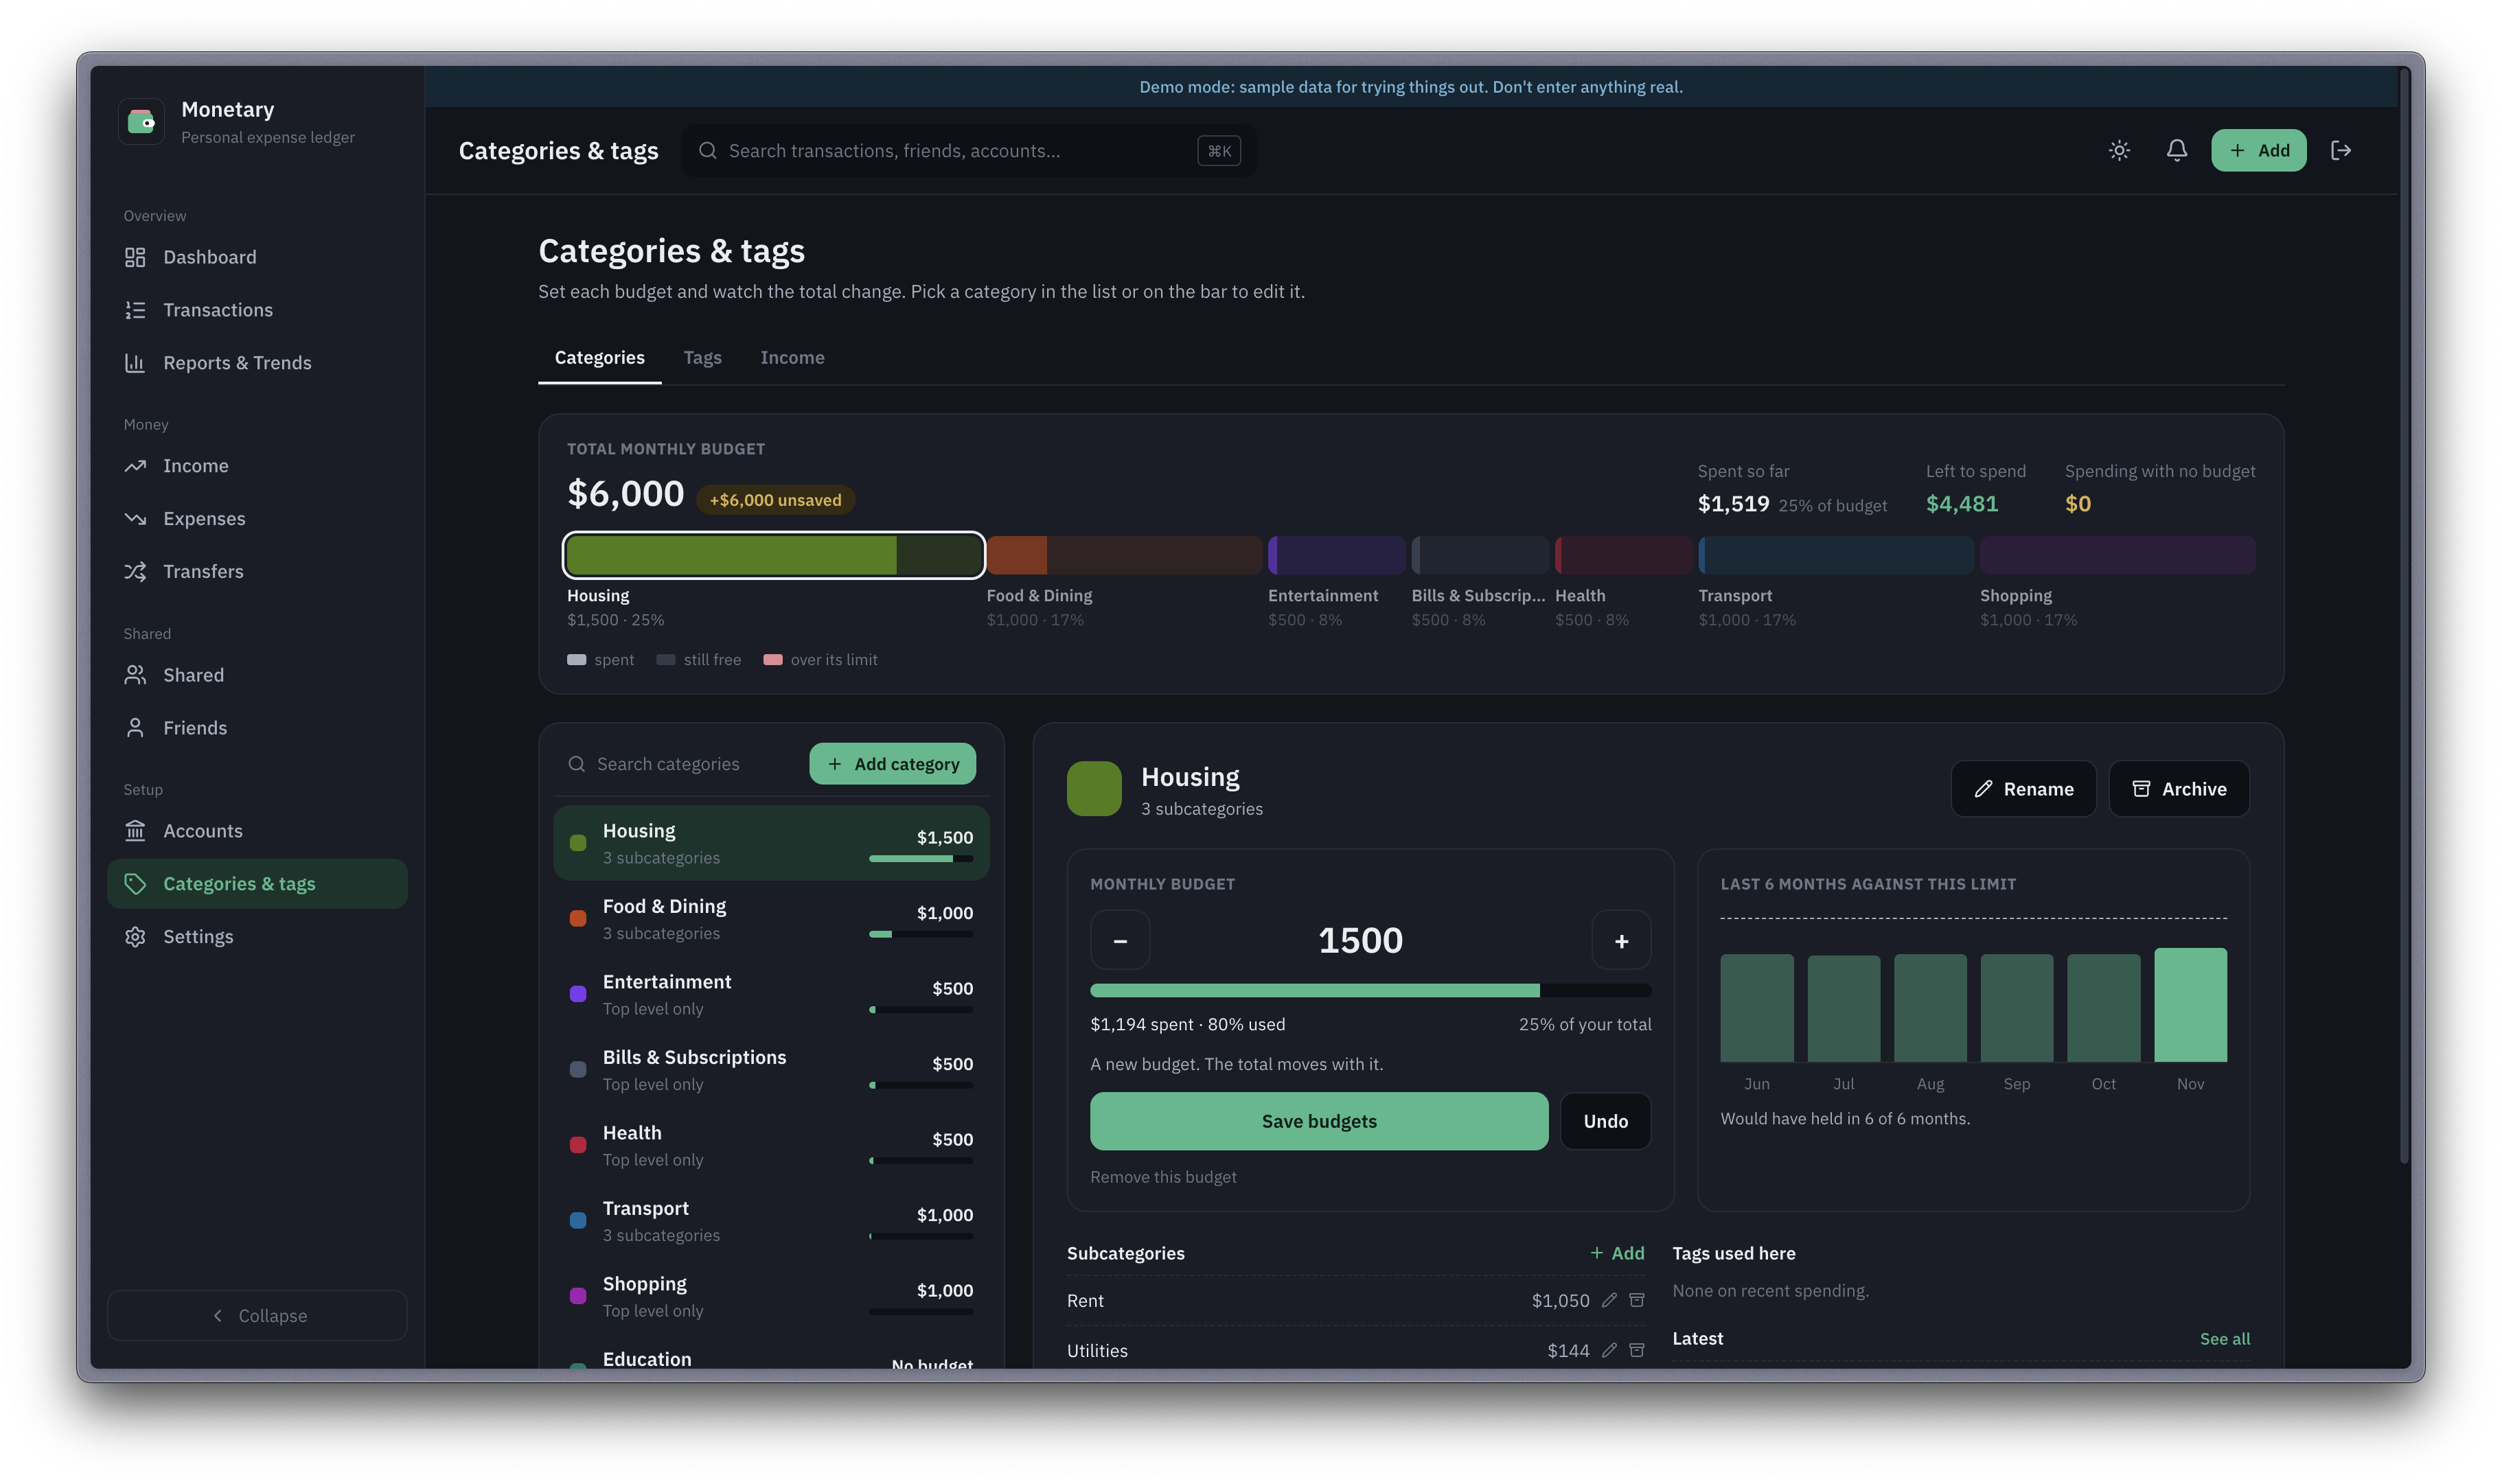 Monetary
Personal expense ledger
Overview
Dashboard
Transactions
Reports & Trends
Money
Income
Expenses
Transfers
Shared
Shared
Friends
Setup
Accounts
Categories & tags
Settings
Collapse
Demo mode: sample data for trying things out. Don't enter anything real.
Categories & tags
Search transactions, friends, accounts...
⌘K
+ Add
Categories & tags
Set each budget and watch the total change. Pick a category in the list or on the bar to edit it.
Categories Tags Income
TOTAL MONTHLY BUDGET
$6,000 +$6,000 unsaved
Spent so far
$1,519 25% of budget
Left to spend
$4,481
Spending with no budget
$0
Housing
$1,500 · 25%
Food & Dining
$1,000 · 17%
Entertainment
$500 · 8%
Bills & Subscrip...
$500 · 8%
Health
$500 · 8%
Transport
$1,000 · 17%
Shopping
$1,000 · 17%
spent still free over its limit
Search categories
+ Add category
Housing $1,500
3 subcategories
Food & Dining $1,000
3 subcategories
Entertainment $500
Top level only
Bills & Subscriptions $500
Top level only
Health $500
Top level only
Transport $1,000
3 subcategories
Shopping $1,000
Top level only
Education No budget
Housing
3 subcategories
Rename
Archive
MONTHLY BUDGET
− 1500 +
$1,194 spent · 80% used 25% of your total
A new budget. The total moves with it.
Save budgets
Undo
Remove this budget
LAST 6 MONTHS AGAINST THIS LIMIT
Jun Jul Aug Sep Oct Nov
Would have held in 6 of 6 months.
Subcategories + Add
Rent $1,050
Utilities $144
Tags used here
None on recent spending.
Latest See all